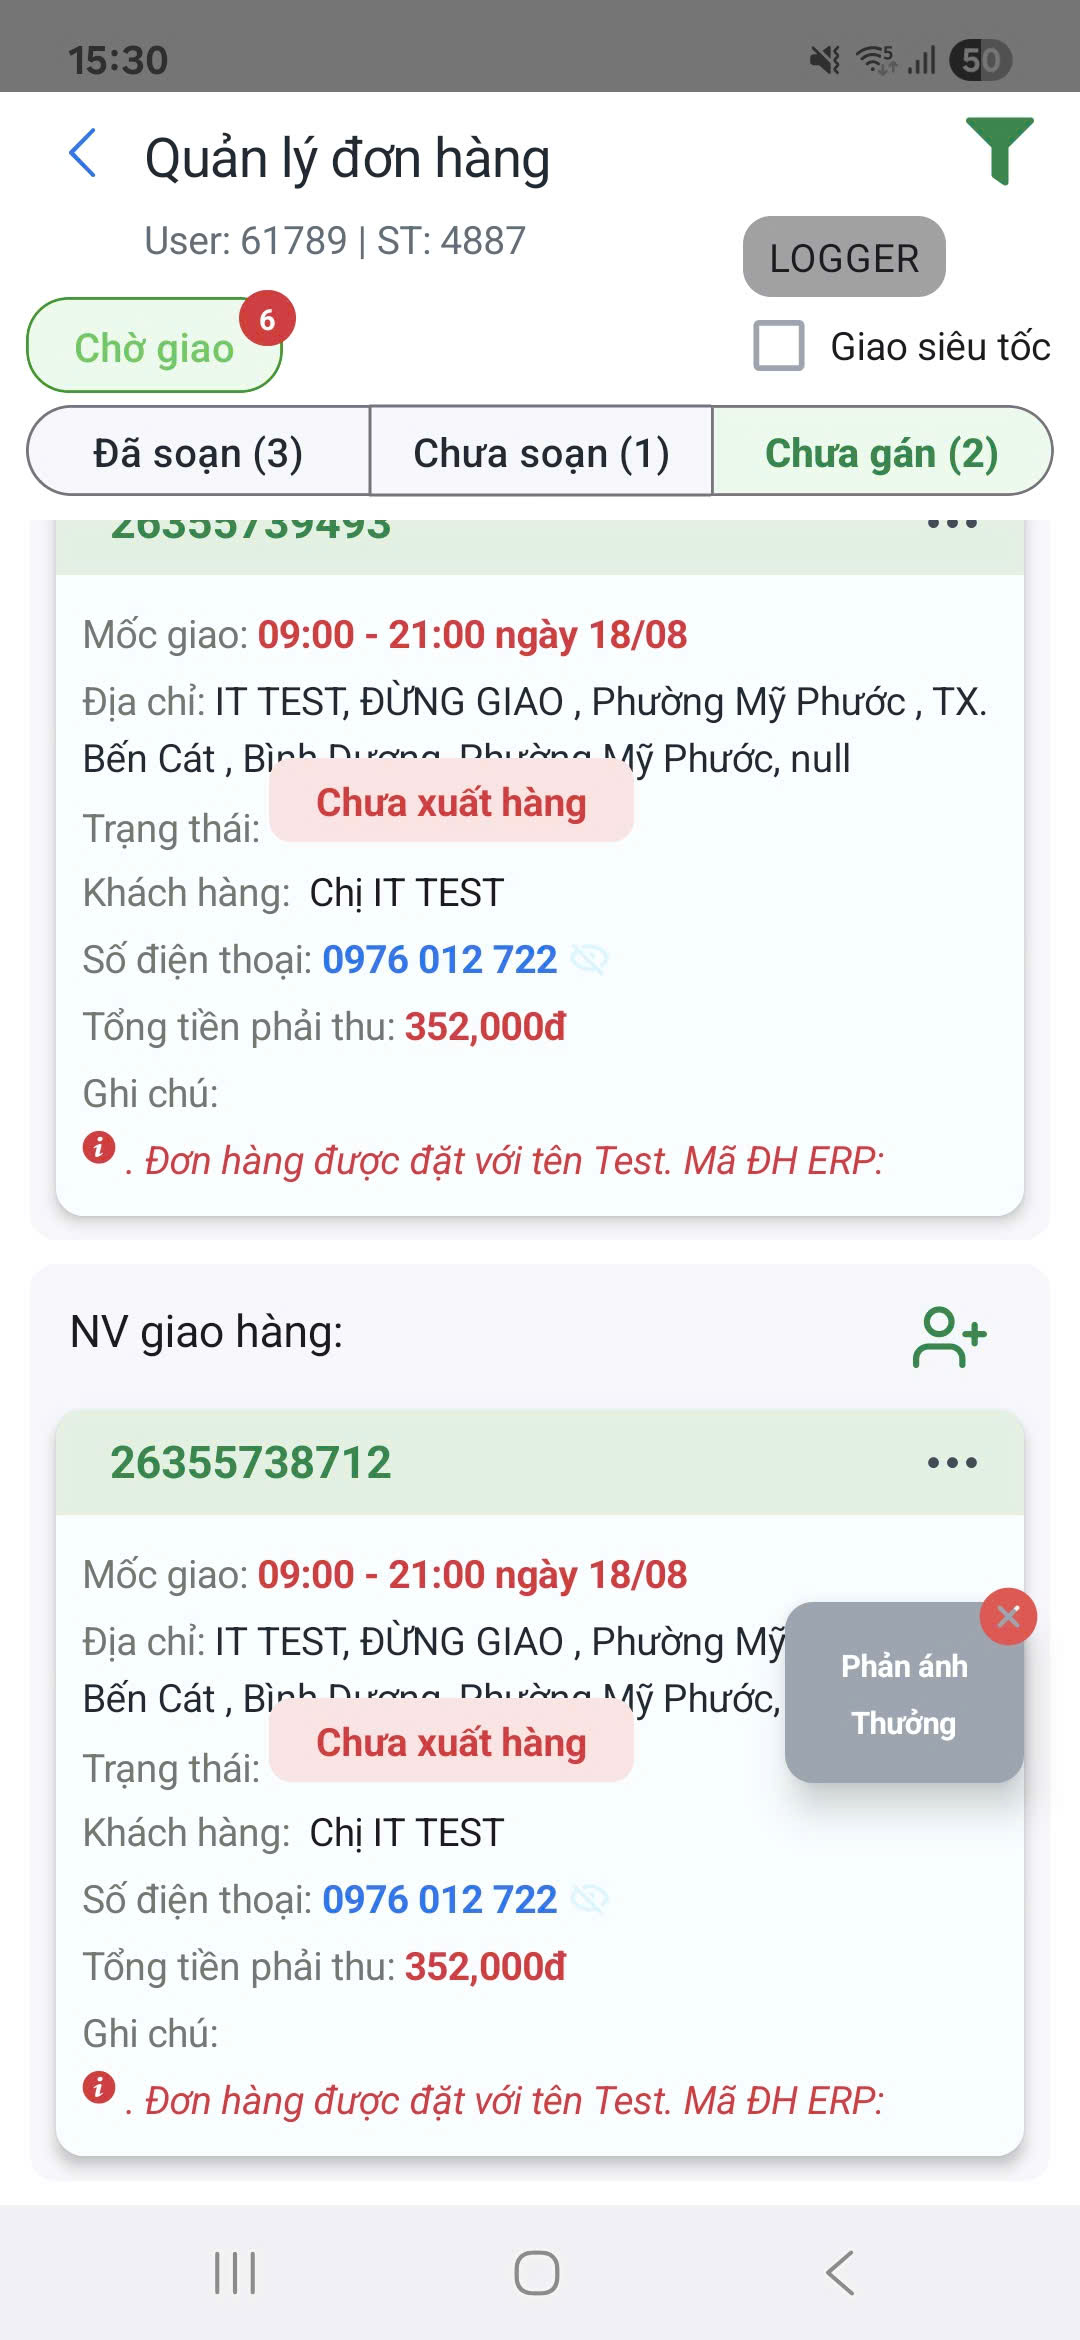 15:30
50
Quản lý đơn hàng
User: 61789 | ST: 4887
LOGGER
Chờ giao
6
Giao siêu tốc
Đã soạn (3)
Chưa soạn (1)
Chưa gán (2)
26355739493
Mốc giao: 09:00 - 21:00 ngày 18/08
Địa chỉ: IT TEST, ĐỪNG GIAO , Phường Mỹ Phước , TX.
Bến Cát , Bình Dương, Phường Mỹ Phước, null
Trạng thái: Chưa xuất hàng
Khách hàng: Chị IT TEST
Số điện thoại: 0976 012 722
Tổng tiền phải thu: 352,000đ
Ghi chú:
. Đơn hàng được đặt với tên Test. Mã ĐH ERP:
NV giao hàng:
26355738712
Mốc giao: 09:00 - 21:00 ngày 18/08
Địa chỉ: IT TEST, ĐỪNG GIAO , Phường Mỹ
Bến Cát , Bình Dương, Phường Mỹ Phước,
Phản ánh
Thưởng
Trạng thái: Chưa xuất hàng
Khách hàng: Chị IT TEST
Số điện thoại: 0976 012 722
Tổng tiền phải thu: 352,000đ
Ghi chú:
. Đơn hàng được đặt với tên Test. Mã ĐH ERP: